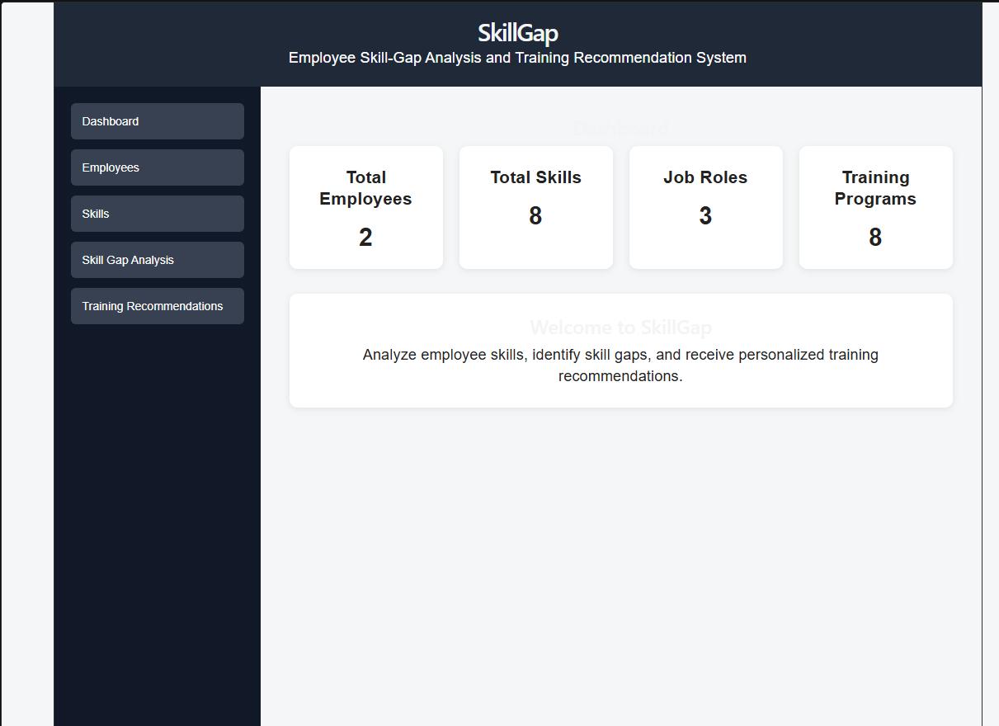 SkillGap
Employee Skill-Gap Analysis and Training Recommendation System
Dashboard
Employees
Skills
Skill Gap Analysis
Training Recommendations
Dashboard
Total
Employees
2
Total Skills
8
Job Roles
3
Training
Programs
8
Welcome to SkillGap
Analyze employee skills, identify skill gaps, and receive personalized training
recommendations.